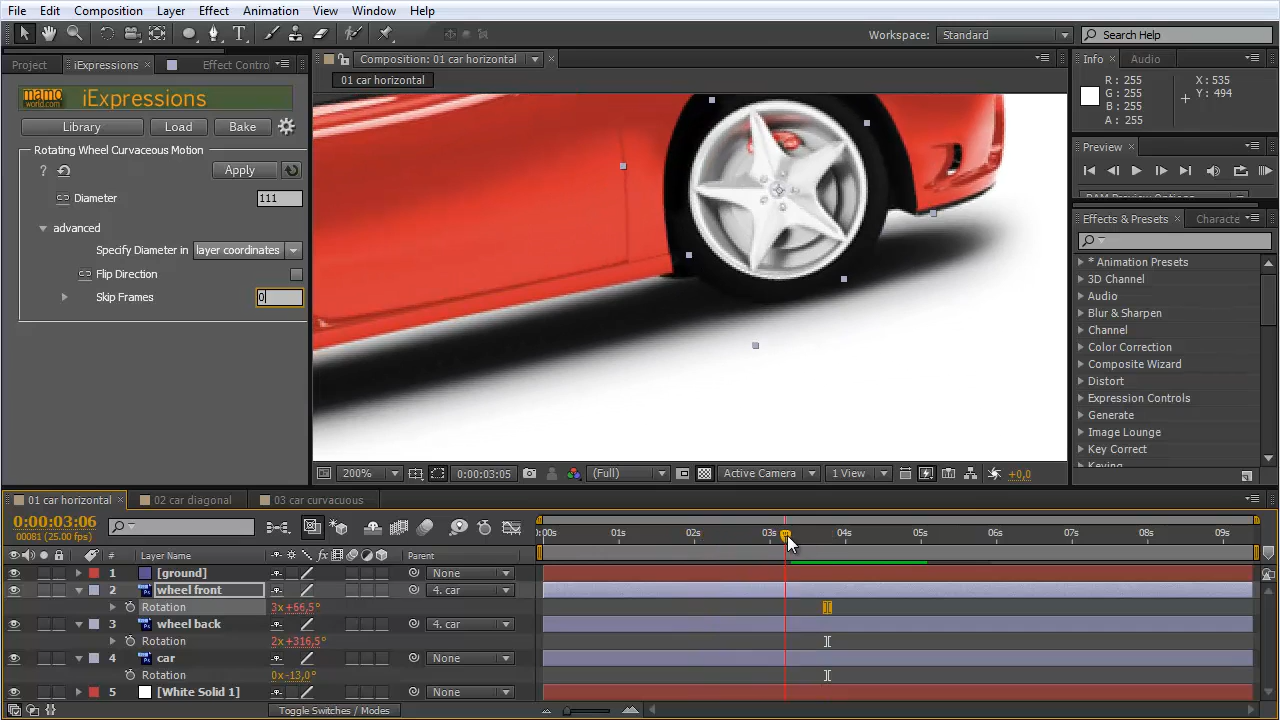 File Edit Composition Layer Effect Animation View Window Help
Workspace: Standard Search Help
Project iExpressions × Effect Contro
Composition: 01 car horizontal ×
Info × Audio
01 car horizontal
mamo world.com iExpressions
R: 255 X: 535
G: 255 Y: 494
B: 255
A: 255
Library Load Bake
Rotating Wheel Curvaceous Motion
? Apply
Diameter 111
advanced
Specify Diameter in layer coordinates
Flip Direction
Skip Frames 0
Preview ×
Effects & Presets × Characte
* Animation Presets
3D Channel
Audio
Blur & Sharpen
Channel
Color Correction
Composite Wizard
Distort
Expression Controls
Generate
Image Lounge
Key Correct
200% 0:00:03:05 (Full) Active Camera 1 View +0,0
01 car horizontal × 02 car diagonal 03 car curvacuous
0:00:03:06
00081 (25.00 fps)
:00s 01s 02s 03s 04s 05s 06s 07s 08s 09s
# Layer Name fx Parent
1 [ground] None
2 wheel front 4. car
Rotation 3x+66,5°
3 wheel back 4. car
Rotation 2x+316,5°
4 car None
Rotation 0x-13,0°
5 [White Solid 1] None
Toggle Switches / Modes